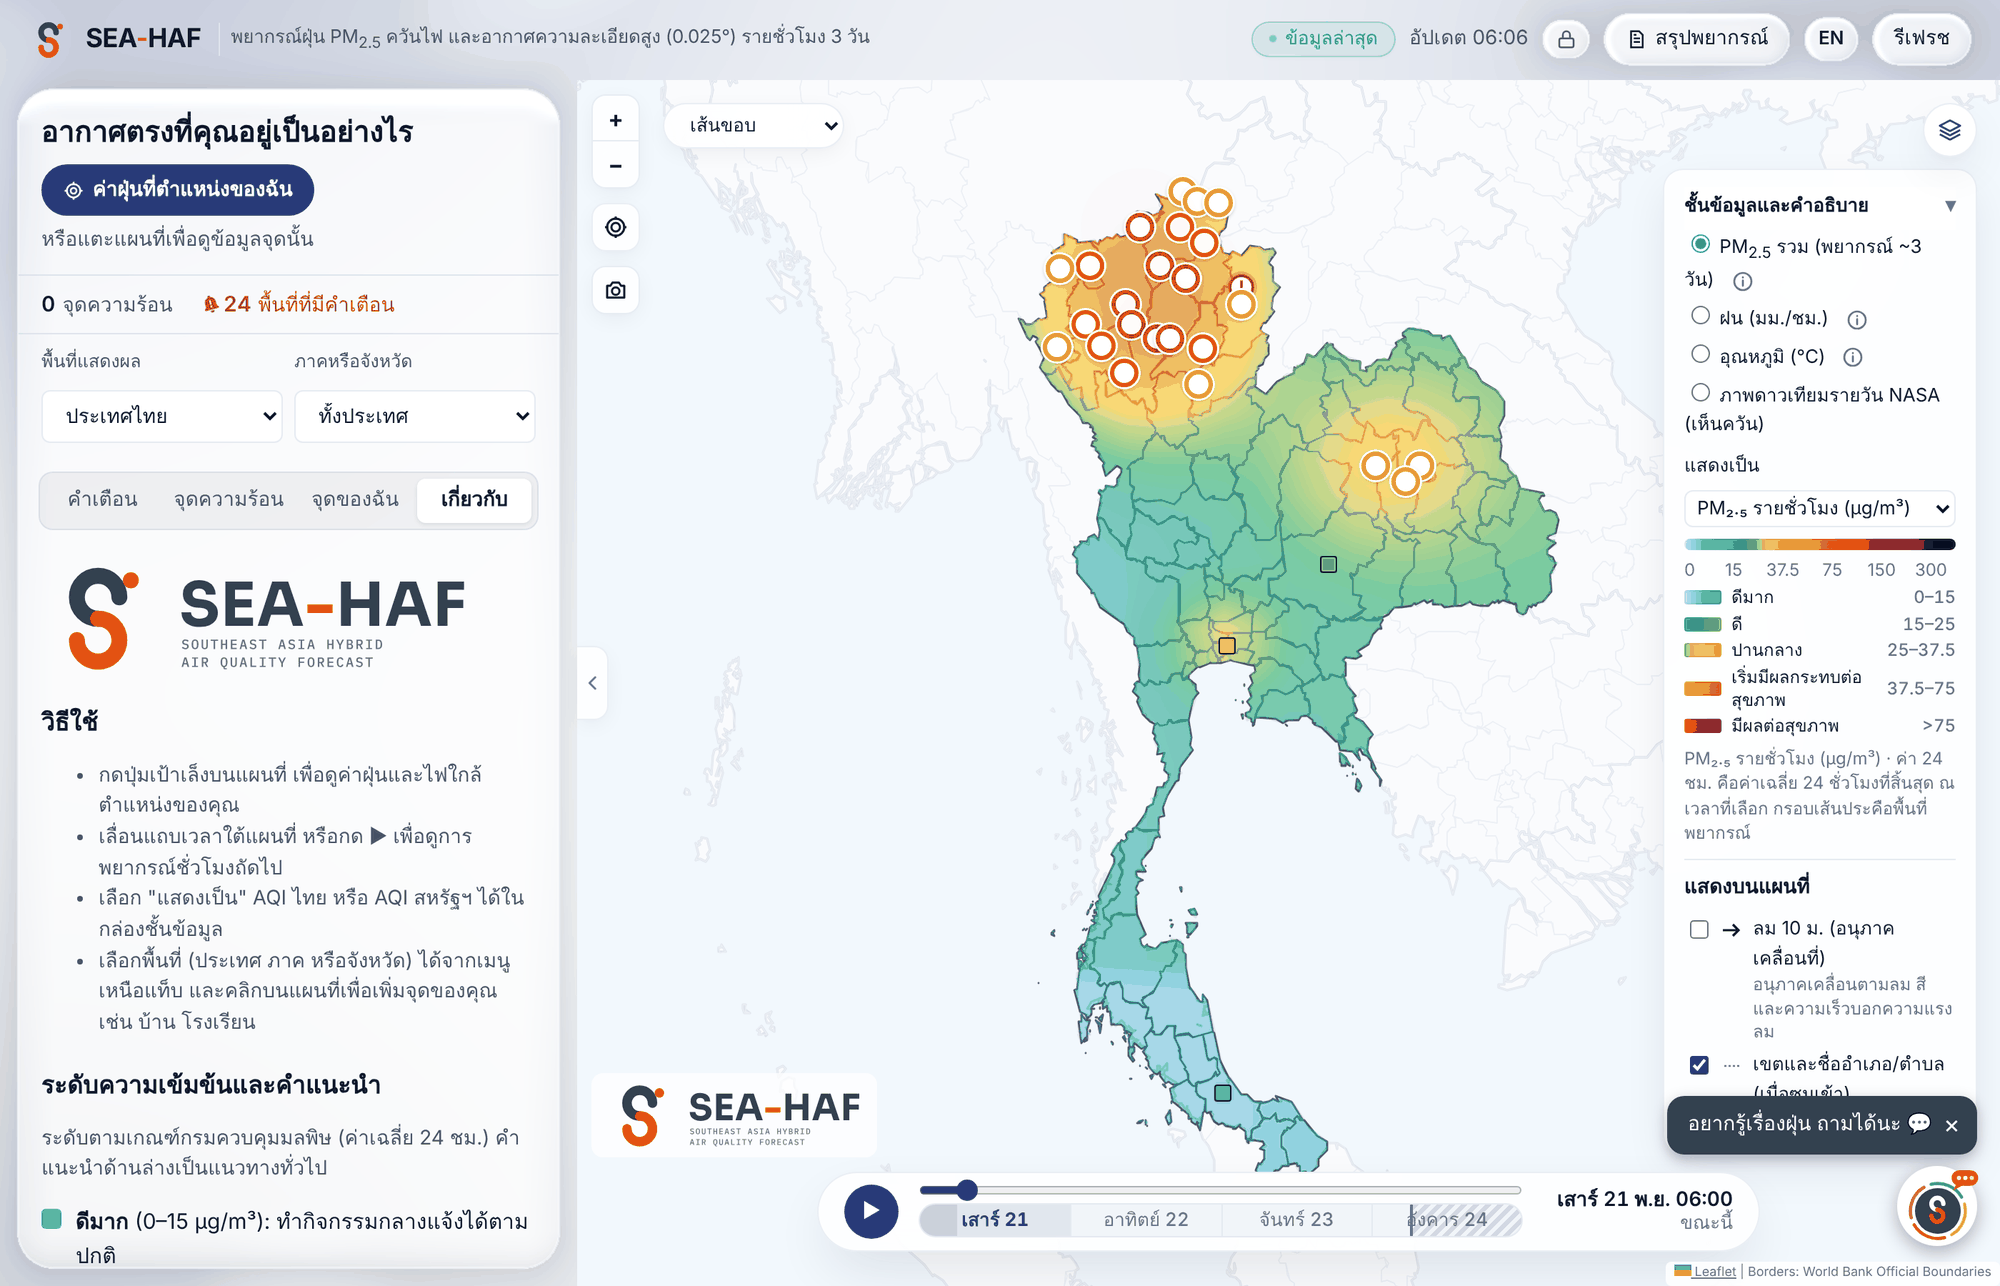 SEA-HAF
พยากรณ์ฝุ่น PM2.5 ควันไฟ และอากาศความละเอียดสูง (0.025°) รายชั่วโมง 3 วัน
ข้อมูลล่าสุด
อัปเดต 06:06
สรุปพยากรณ์
EN
รีเฟรช
อากาศตรงที่คุณอยู่เป็นอย่างไร
ค่าฝุ่นที่ตำแหน่งของฉัน
หรือแตะแผนที่เพื่อดูข้อมูลจุดนั้น
0 จุดความร้อน
24 พื้นที่ที่มีคำเตือน
พื้นที่แสดงผล
ภาคหรือจังหวัด
ประเทศไทย
ทั้งประเทศ
คำเตือน
จุดความร้อน
จุดของฉัน
เกี่ยวกับ
SEA-HAF
SOUTHEAST ASIA HYBRID
AIR QUALITY FORECAST
วิธีใช้
• กดปุ่มเป้าเล็งบนแผนที่ เพื่อดูค่าฝุ่นและไฟใกล้
ตำแหน่งของคุณ
• เลื่อนแถบเวลาใต้แผนที่ หรือกด ▶ เพื่อดูการ
พยากรณ์ชั่วโมงถัดไป
• เลือก "แสดงเป็น" AQI ไทย หรือ AQI สหรัฐฯ ได้ใน
กล่องชั้นข้อมูล
• เลือกพื้นที่ (ประเทศ ภาค หรือจังหวัด) ได้จากเมนู
เหนือแท็บ และคลิกบนแผนที่เพื่อเพิ่มจุดของคุณ
เช่น บ้าน โรงเรียน
ระดับความเข้มข้นและคำแนะนำ
ระดับตามเกณฑ์กรมควบคุมมลพิษ (ค่าเฉลี่ย 24 ชม.) คำ
แนะนำด้านล่างเป็นแนวทางทั่วไป
ดีมาก (0–15 µg/m³): ทำกิจกรรมกลางแจ้งได้ตาม
ปกติ
+
−
เส้นขอบ
ชั้นข้อมูลและคำอธิบาย ▼
PM2.5 รวม (พยากรณ์ ~3
วัน)
ฝน (มม./ชม.)
อุณหภูมิ (°C)
ภาพดาวเทียมรายวัน NASA
(เห็นควัน)
แสดงเป็น
PM₂.₅ รายชั่วโมง (µg/m³)
0 15 37.5 75 150 300
ดีมาก 0–15
ดี 15–25
ปานกลาง 25–37.5
เริ่มมีผลกระทบต่อ
สุขภาพ 37.5–75
มีผลต่อสุขภาพ >75
PM₂.₅ รายชั่วโมง (µg/m³) · ค่า 24
ชม. คือค่าเฉลี่ย 24 ชั่วโมงที่สิ้นสุด ณ
เวลาที่เลือก กรอบเส้นประคือพื้นที่
พยากรณ์
แสดงบนแผนที่
ลม 10 ม. (อนุภาค
เคลื่อนที่)
อนุภาคเคลื่อนตามลม สี
และความเร็วบอกความแรง
ลม
เขตและชื่ออำเภอ/ตำบล
(เมื่อซูมเข้า)
อยากรู้เรื่องฝุ่น ถามได้นะ 💬 ×
SEA-HAF
SOUTHEAST ASIA HYBRID
AIR QUALITY FORECAST
เสาร์ 21
อาทิตย์ 22
จันทร์ 23
อังคาร 24
เสาร์ 21 พ.ย. 06:00
ขณะนี้
Leaflet | Borders: World Bank Official Boundaries